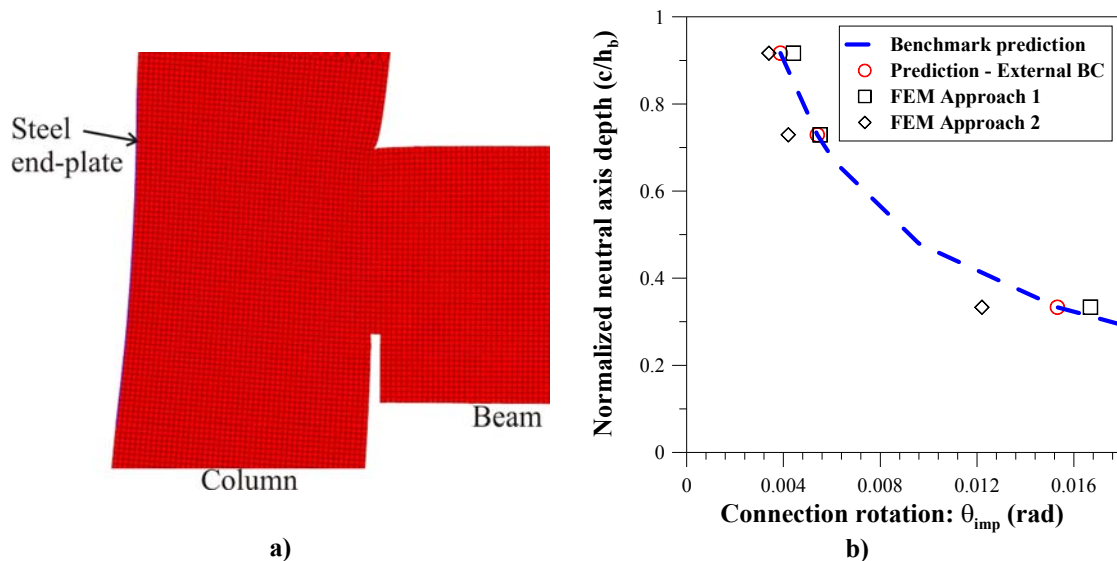 Steel
end-plate
Column
Beam
a)
Normalized neutral axis depth (c/h_b)
1
0.8
0.6
0.4
0.2
0
0
0.004
0.008
0.012
0.016
Connection rotation: θ_imp (rad)
Benchmark prediction
Prediction - External BC
FEM Approach 1
FEM Approach 2
b)